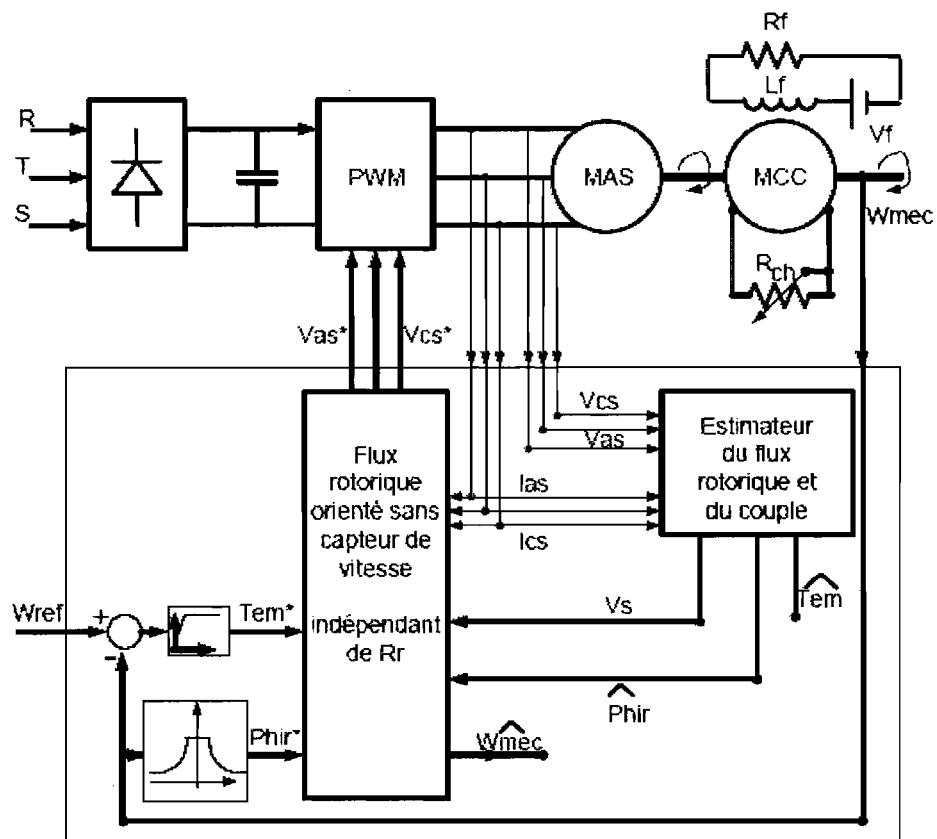 Rf
Lf
Vf
R
T
S
PWM
MAS
MCC
Wmec
Rch
Vas*
Vcs*
Vcs
Vas
Estimateur
du flux
rotorique et
du couple
Flux
rotorique
orienté sans
capteur de
vitesse
indépendant
de Rr
Ias
Ics
Wref
+
-
Tem*
Vs
Tem
Phir
Phir*
Wmec